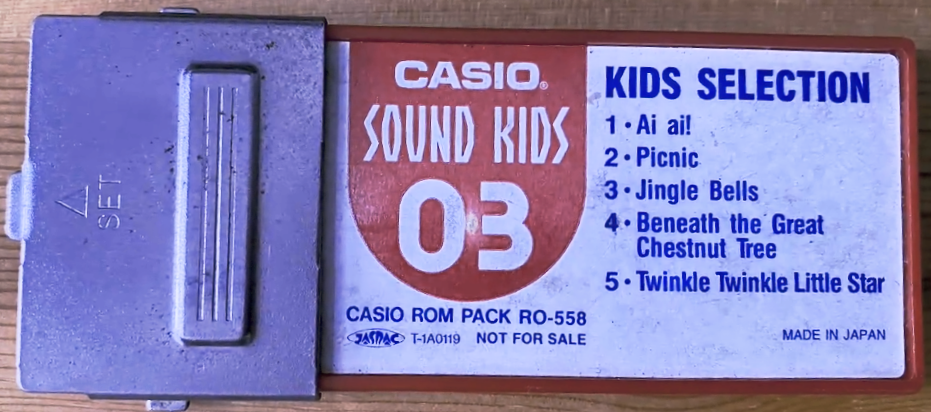 △
SET
CASIO®
SOUND KIDS
03
CASIO ROM PACK RO-558
JASRAC T-1A0119 NOT FOR SALE
KIDS SELECTION
1・Ai ai!
2・Picnic
3・Jingle Bells
4・Beneath the Great
Chestnut Tree
5・Twinkle Twinkle Little Star
MADE IN JAPAN